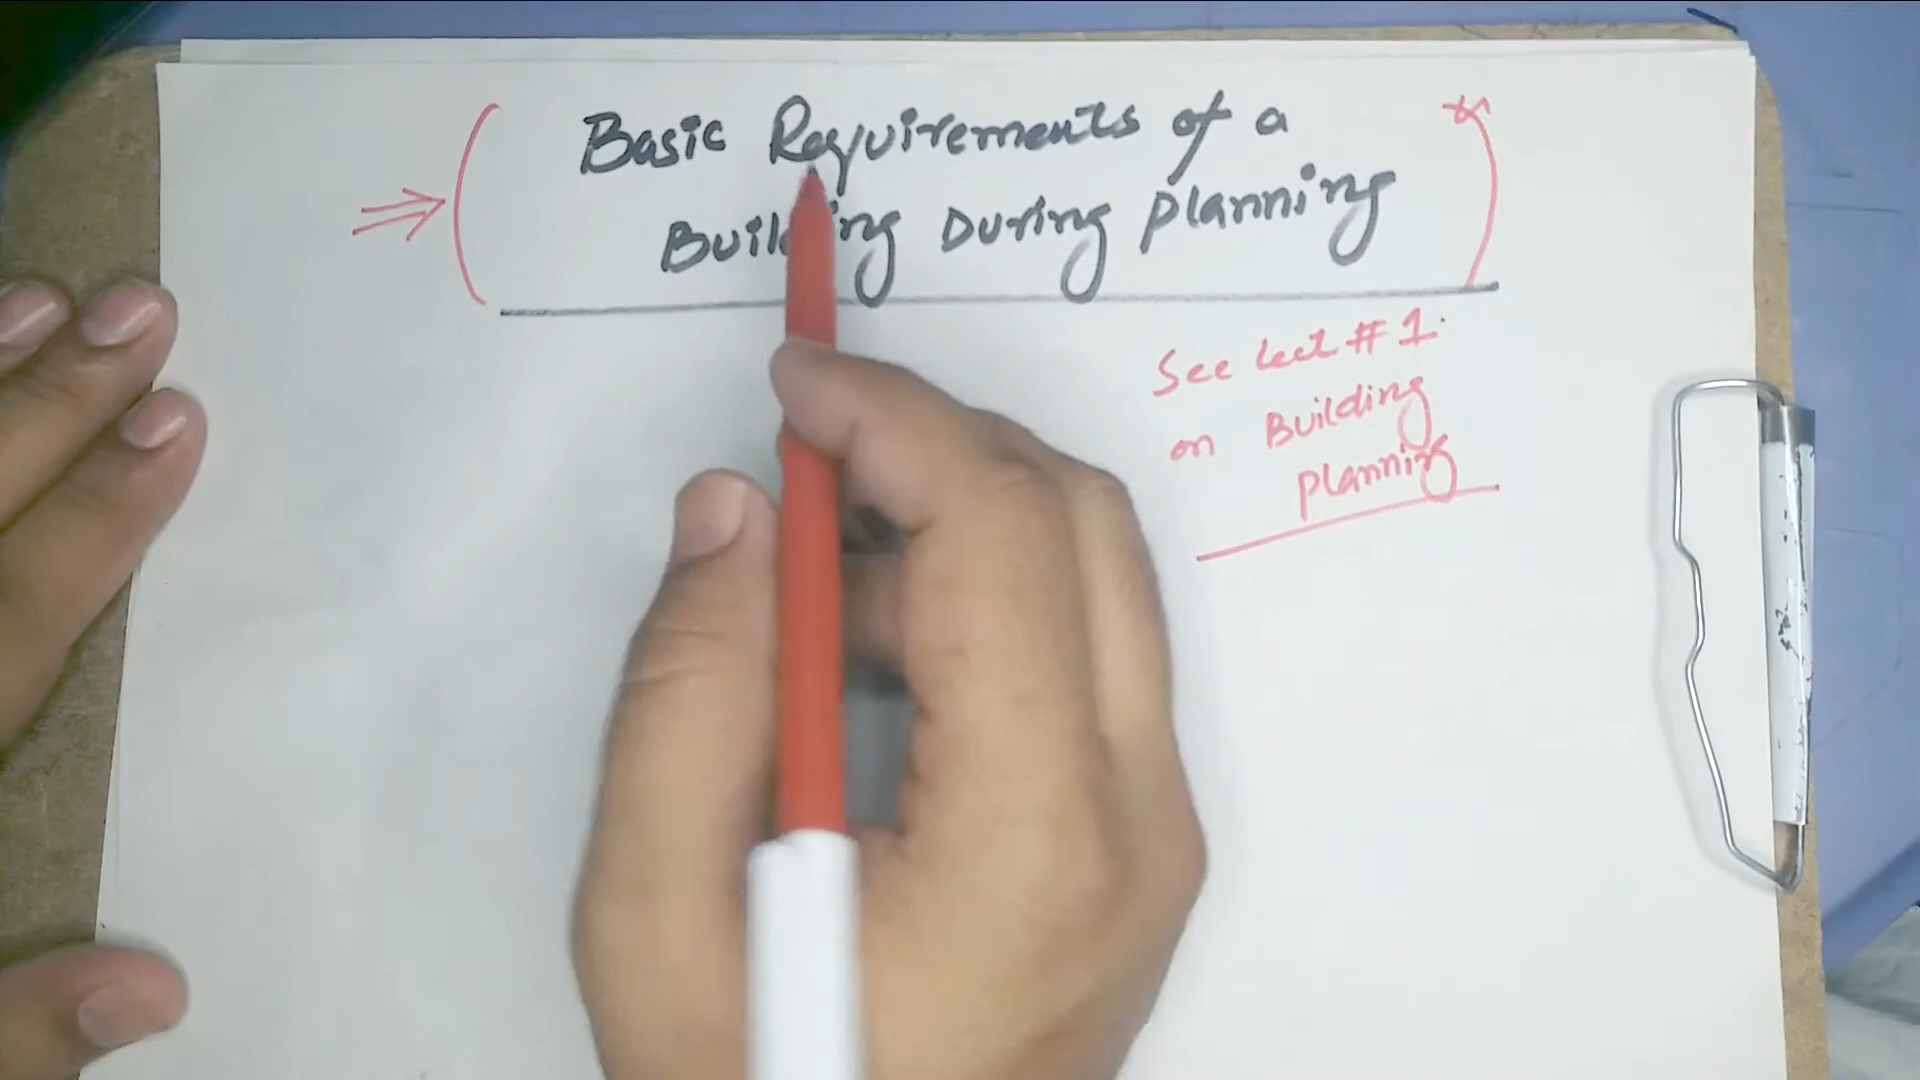 Basic Requirements of a
Building During planning
See Lect # 1.
on Building
planning